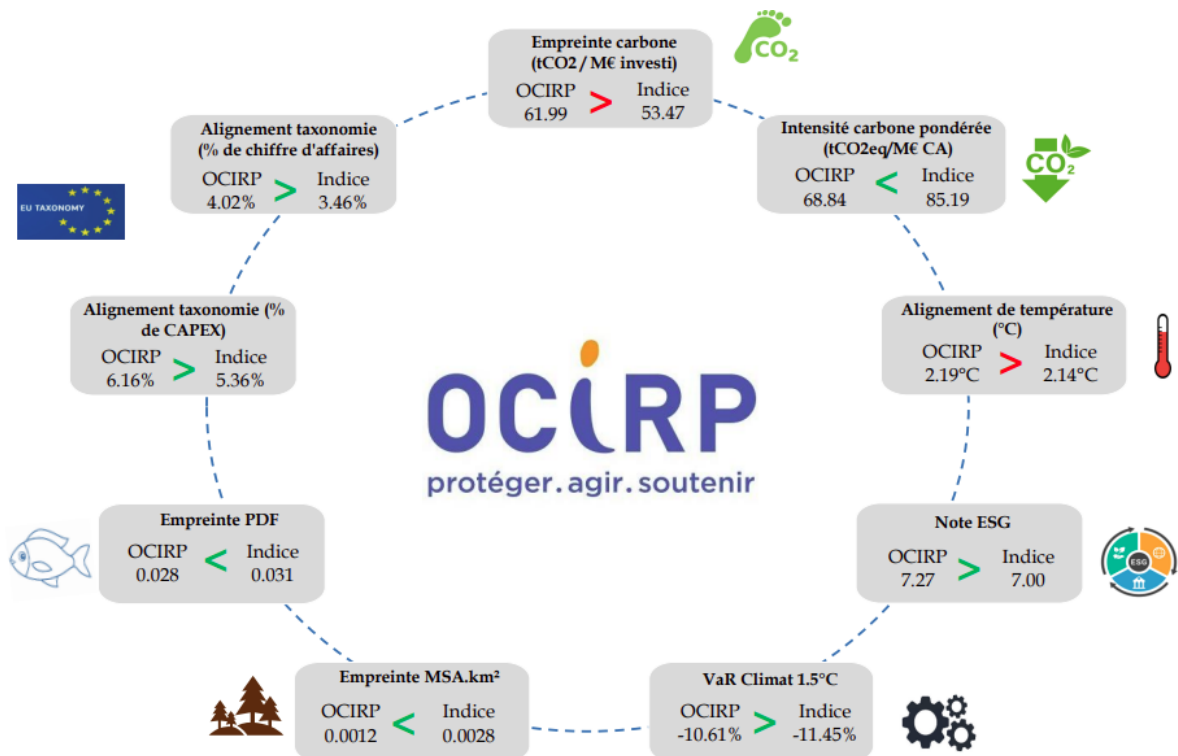 Empreinte carbone
(tCO2 / M€ investi)
OCIRP > Indice
61.99 53.47
CO₂
Intensité carbone pondérée
(tCO2eq/M€ CA)
OCIRP < Indice
68.84 85.19
CO₂
Alignement de température
(°C)
OCIRP > Indice
2.19°C 2.14°C
Note ESG
OCIRP > Indice
7.27 7.00
ESG
VaR Climat 1.5°C
OCIRP > Indice
-10.61% -11.45%
Empreinte MSA.km²
OCIRP < Indice
0.0012 0.0028
Empreinte PDF
OCIRP < Indice
0.028 0.031
Alignement taxonomie (%
de CAPEX)
OCIRP > Indice
6.16% 5.36%
Alignement taxonomie
(% de chiffre d'affaires)
OCIRP > Indice
4.02% 3.46%
EU TAXONOMY
OCiRP
protéger.agir.soutenir